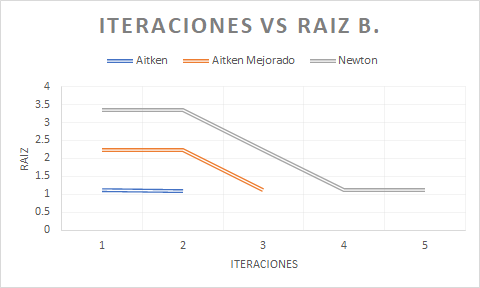 ITERACIONES VS RAIZ B.
Aitken Aitken Mejorado Newton
4
3.5
3
2.5
2
1.5
1
0.5
0
RAIZ
1 2 3 4 5
ITERACIONES